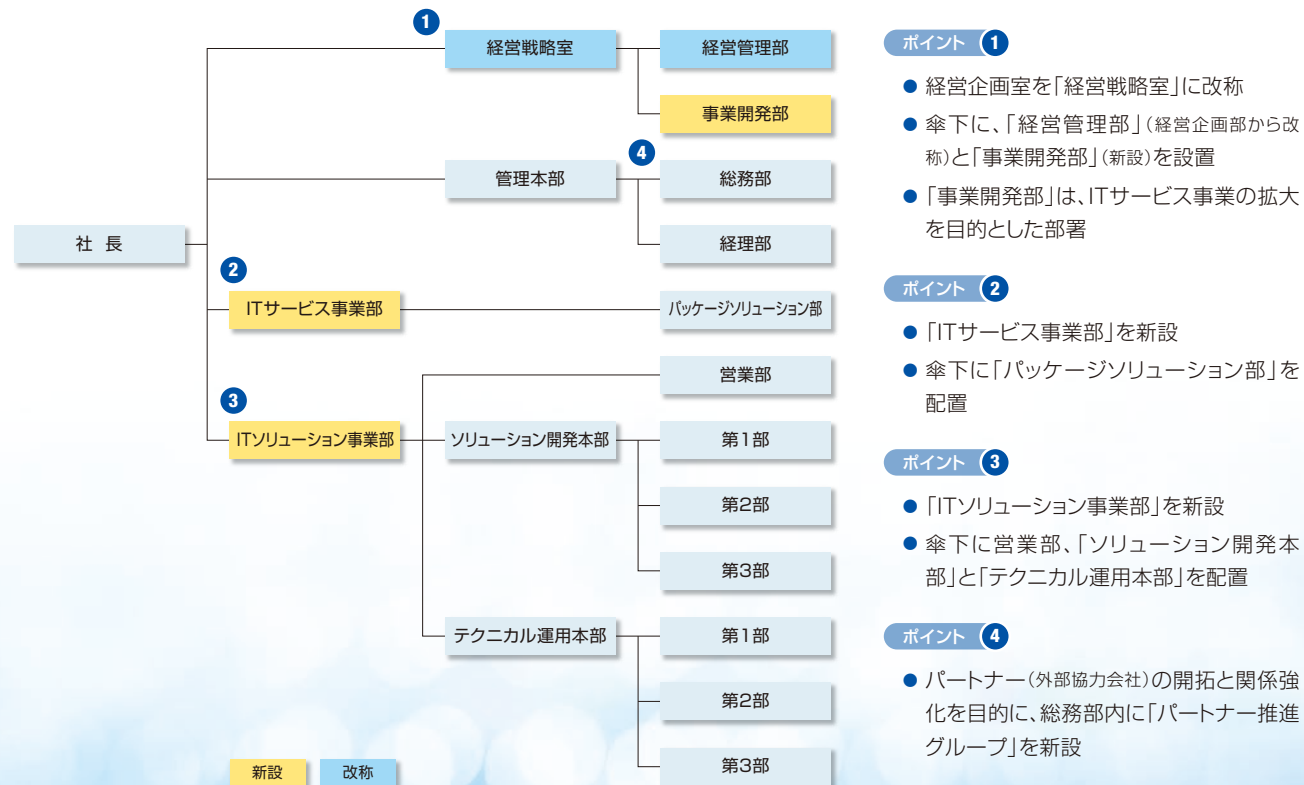 1
経営戦略室
経営管理部
事業開発部
管理本部
4
総務部
経理部
社 長
2
ITサービス事業部
パッケージソリューション部
3
ITソリューション事業部
営業部
ソリューション開発本部
第1部
第2部
第3部
テクニカル運用本部
第1部
第2部
第3部
新設
改称
ポイント 1
● 経営企画室を「経営戦略室」に改称
● 傘下に、「経営管理部」(経営企画部から改
称)と「事業開発部」(新設)を設置
● 「事業開発部」は、ITサービス事業の拡大
を目的とした部署
ポイント 2
● 「ITサービス事業部」を新設
● 傘下に「パッケージソリューション部」を
配置
ポイント 3
● 「ITソリューション事業部」を新設
● 傘下に営業部、「ソリューション開発本
部」と「テクニカル運用本部」を配置
ポイント 4
● パートナー(外部協力会社)の開拓と関係強
化を目的に、総務部内に「パートナー推進
グループ」を新設